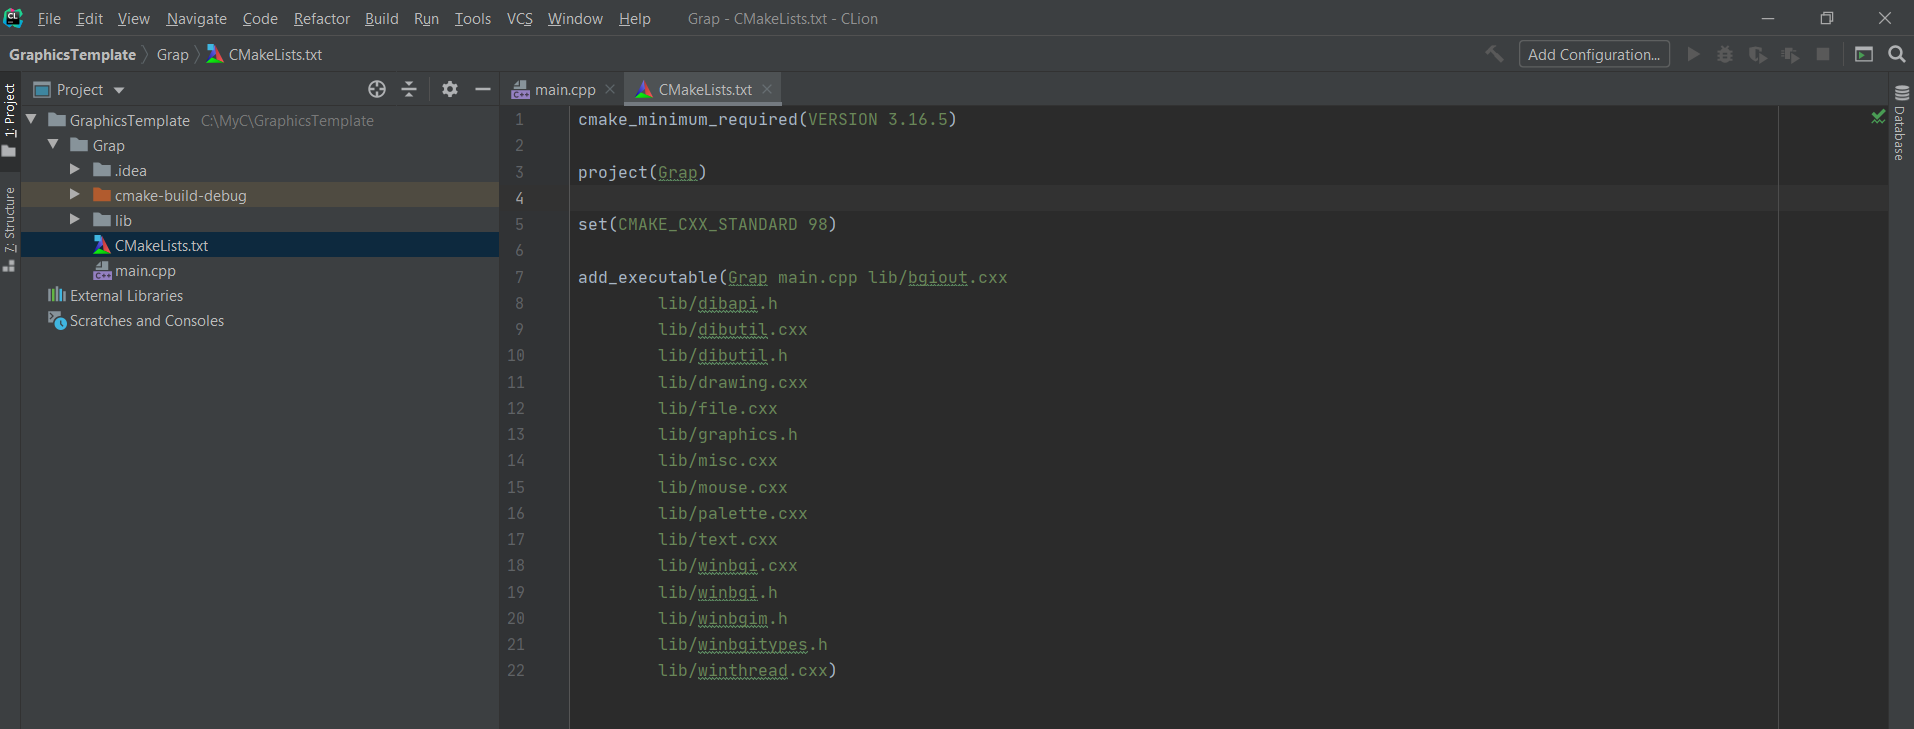 CL File Edit View Navigate Code Refactor Build Run Tools VCS Window Help Grap - CMakeLists.txt - CLion
GraphicsTemplate Grap CMakeLists.txt Add Configuration...
1: Project
7: Structure
Project
GraphicsTemplate C:\MyC\GraphicsTemplate
Grap
.idea
cmake-build-debug
lib
CMakeLists.txt
C++ main.cpp
External Libraries
Scratches and Consoles
C++ main.cpp CMakeLists.txt
1 cmake_minimum_required(VERSION 3.16.5)
2
3 project(Grap)
4
5 set(CMAKE_CXX_STANDARD 98)
6
7 add_executable(Grap main.cpp lib/bgiout.cxx
8 lib/dibapi.h
9 lib/dibutil.cxx
10 lib/dibutil.h
11 lib/drawing.cxx
12 lib/file.cxx
13 lib/graphics.h
14 lib/misc.cxx
15 lib/mouse.cxx
16 lib/palette.cxx
17 lib/text.cxx
18 lib/winbgi.cxx
19 lib/winbgi.h
20 lib/winbgim.h
21 lib/winbgitypes.h
22 lib/winthread.cxx)
Database